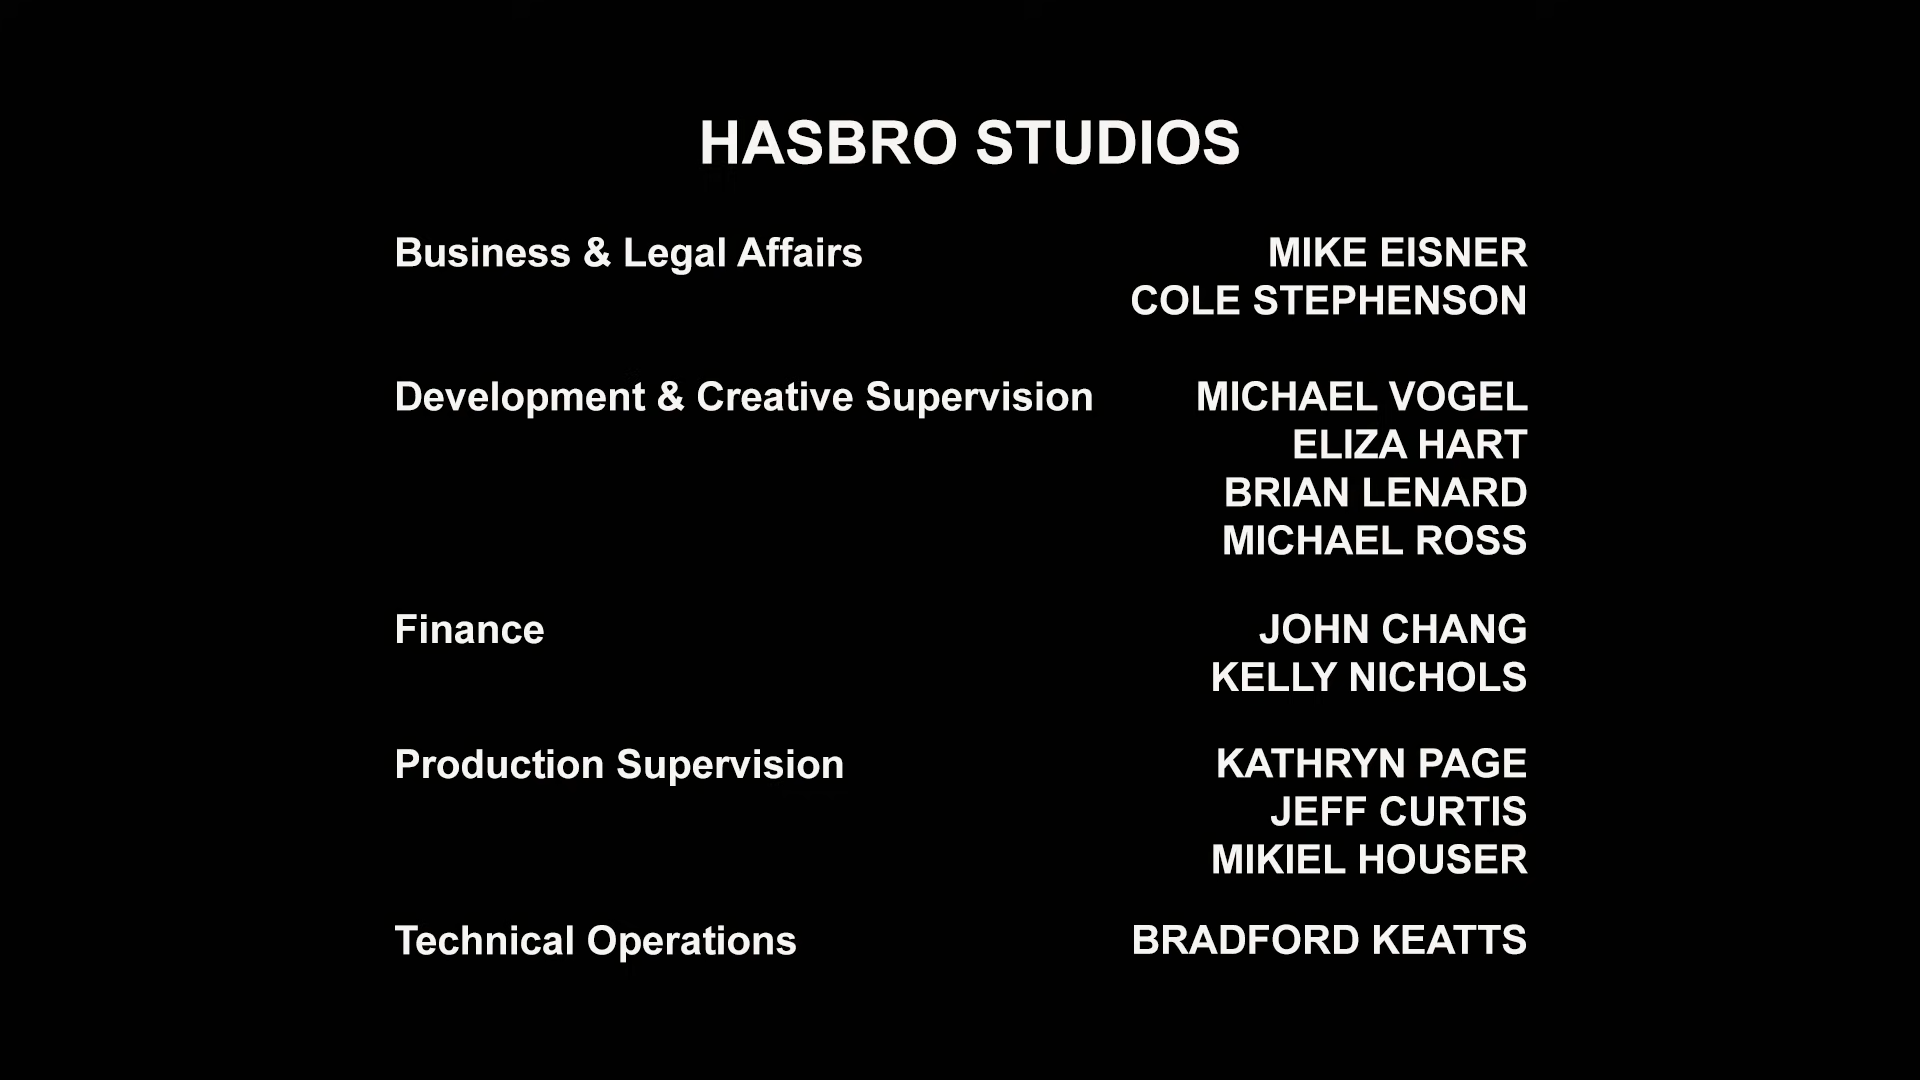 HASBRO STUDIOS
Business & Legal Affairs MIKE EISNER
COLE STEPHENSON
Development & Creative Supervision MICHAEL VOGEL
ELIZA HART
BRIAN LENARD
MICHAEL ROSS
Finance JOHN CHANG
KELLY NICHOLS
Production Supervision KATHRYN PAGE
JEFF CURTIS
MIKIEL HOUSER
Technical Operations BRADFORD KEATTS